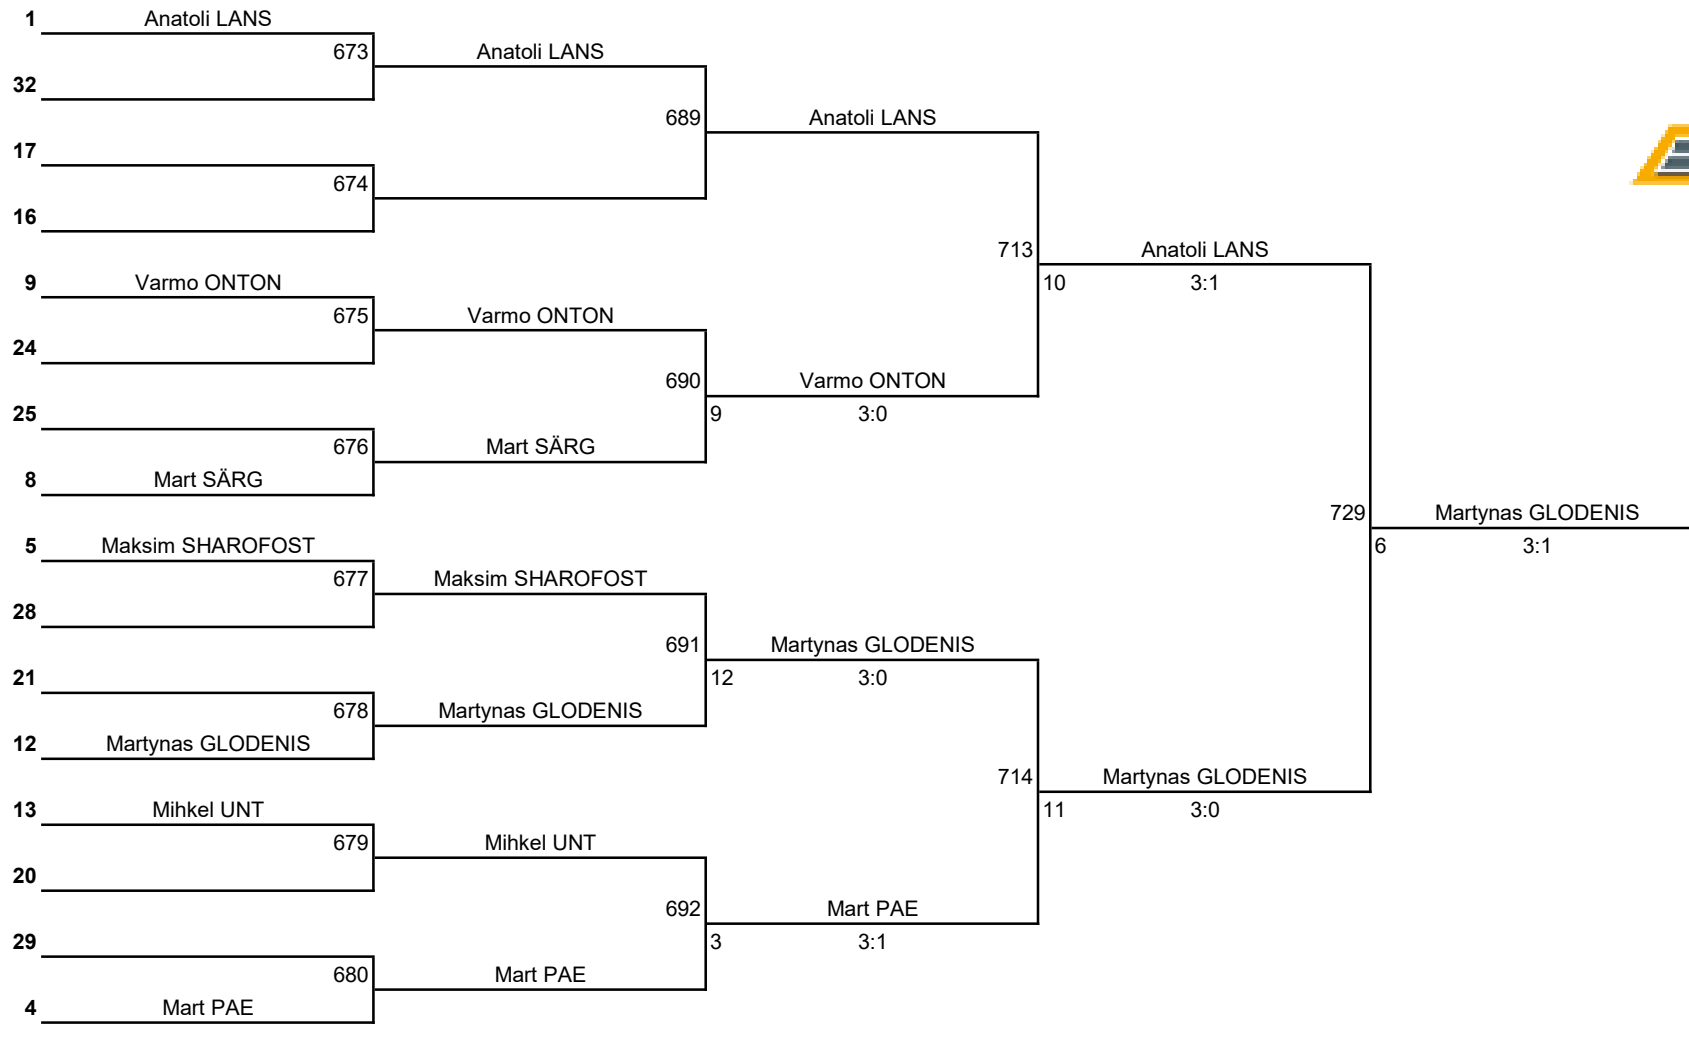 1 Anatoli LANS
673 Anatoli LANS
32
689 Anatoli LANS
17
674
16
713 Anatoli LANS
9 Varmo ONTON
10 3:1
675 Varmo ONTON
24
690 Varmo ONTON
25
9 3:0
676 Mart SÄRG
8 Mart SÄRG
729 Martynas GLODENIS
5 Maksim SHAROFOST
6 3:1
677 Maksim SHAROFOST
28
691 Martynas GLODENIS
21
12 3:0
678 Martynas GLODENIS
12 Martynas GLODENIS
714 Martynas GLODENIS
13 Mihkel UNT
11 3:0
679 Mihkel UNT
20
692 Mart PAE
29
3 3:1
680 Mart PAE
4 Mart PAE